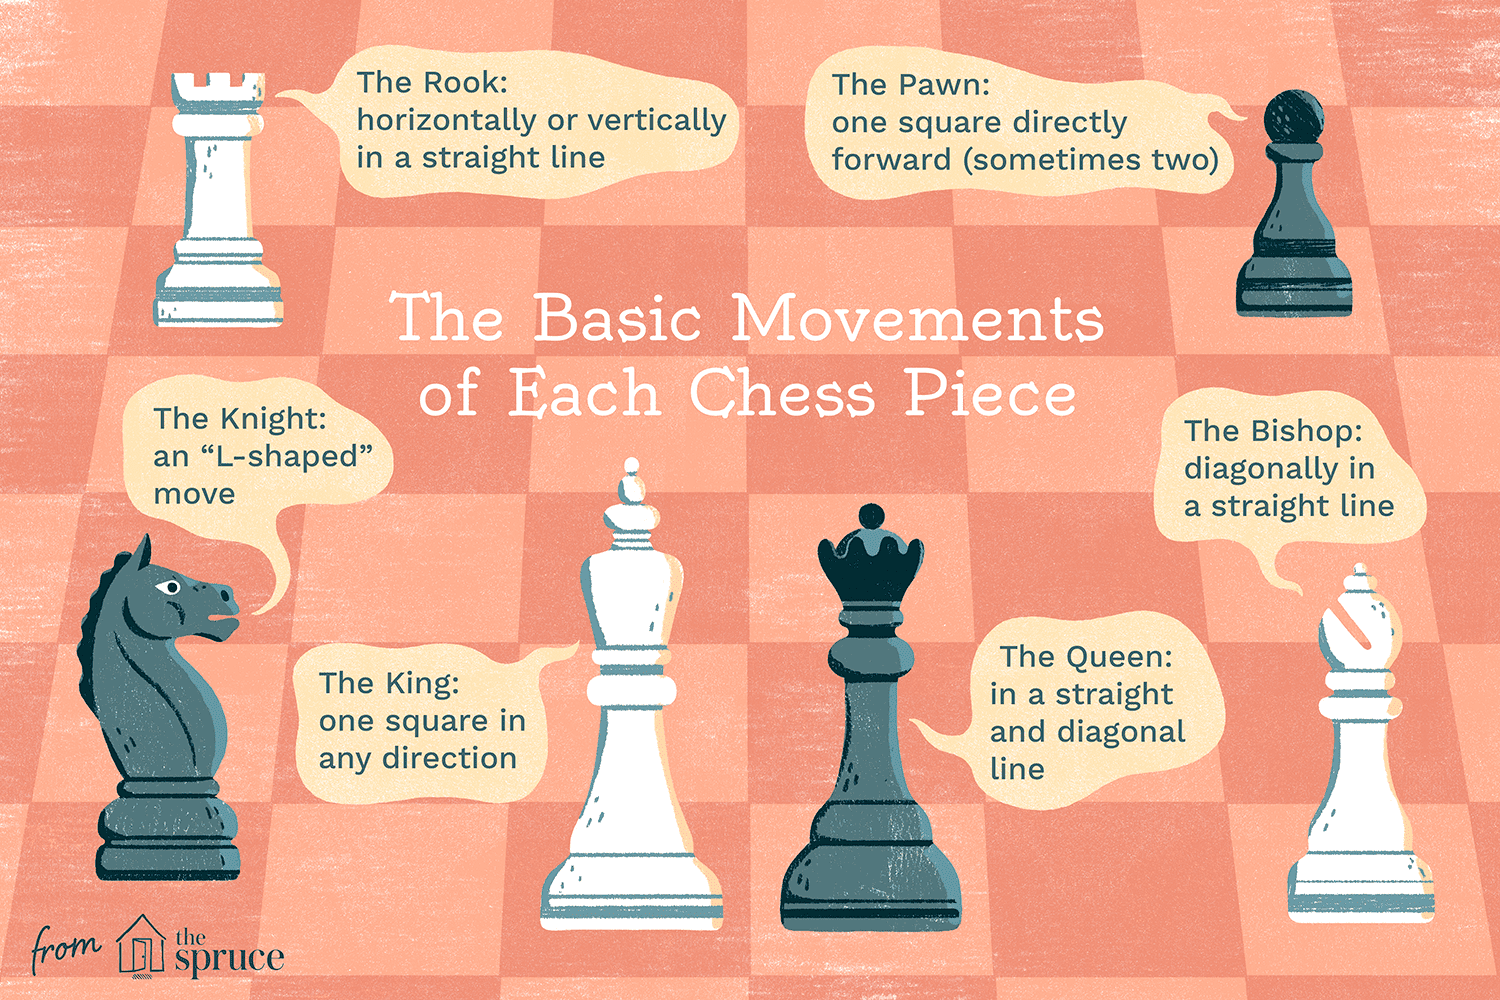 The Rook:
horizontally or vertically
in a straight line
The Pawn:
one square directly
forward (sometimes two)
The Basic Movements
of Each Chess Piece
The Knight:
an “L-shaped”
move
The Bishop:
diagonally in
a straight line
The King:
one square in
any direction
The Queen:
in a straight
and diagonal
line
from
the
spruce